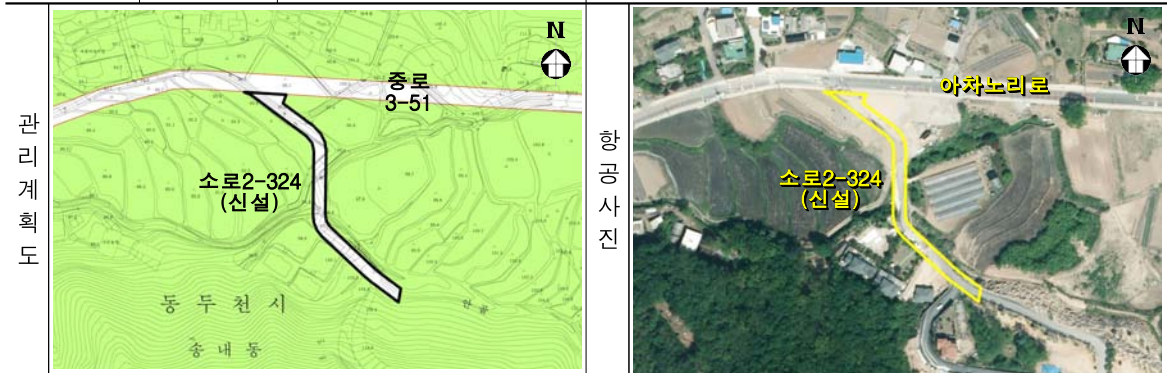 관리계획도
N
중로
3-51
소로2-324
(신설)
동두천시
송내동
항공사진
N
아차노리로
소로2-324
(신설)